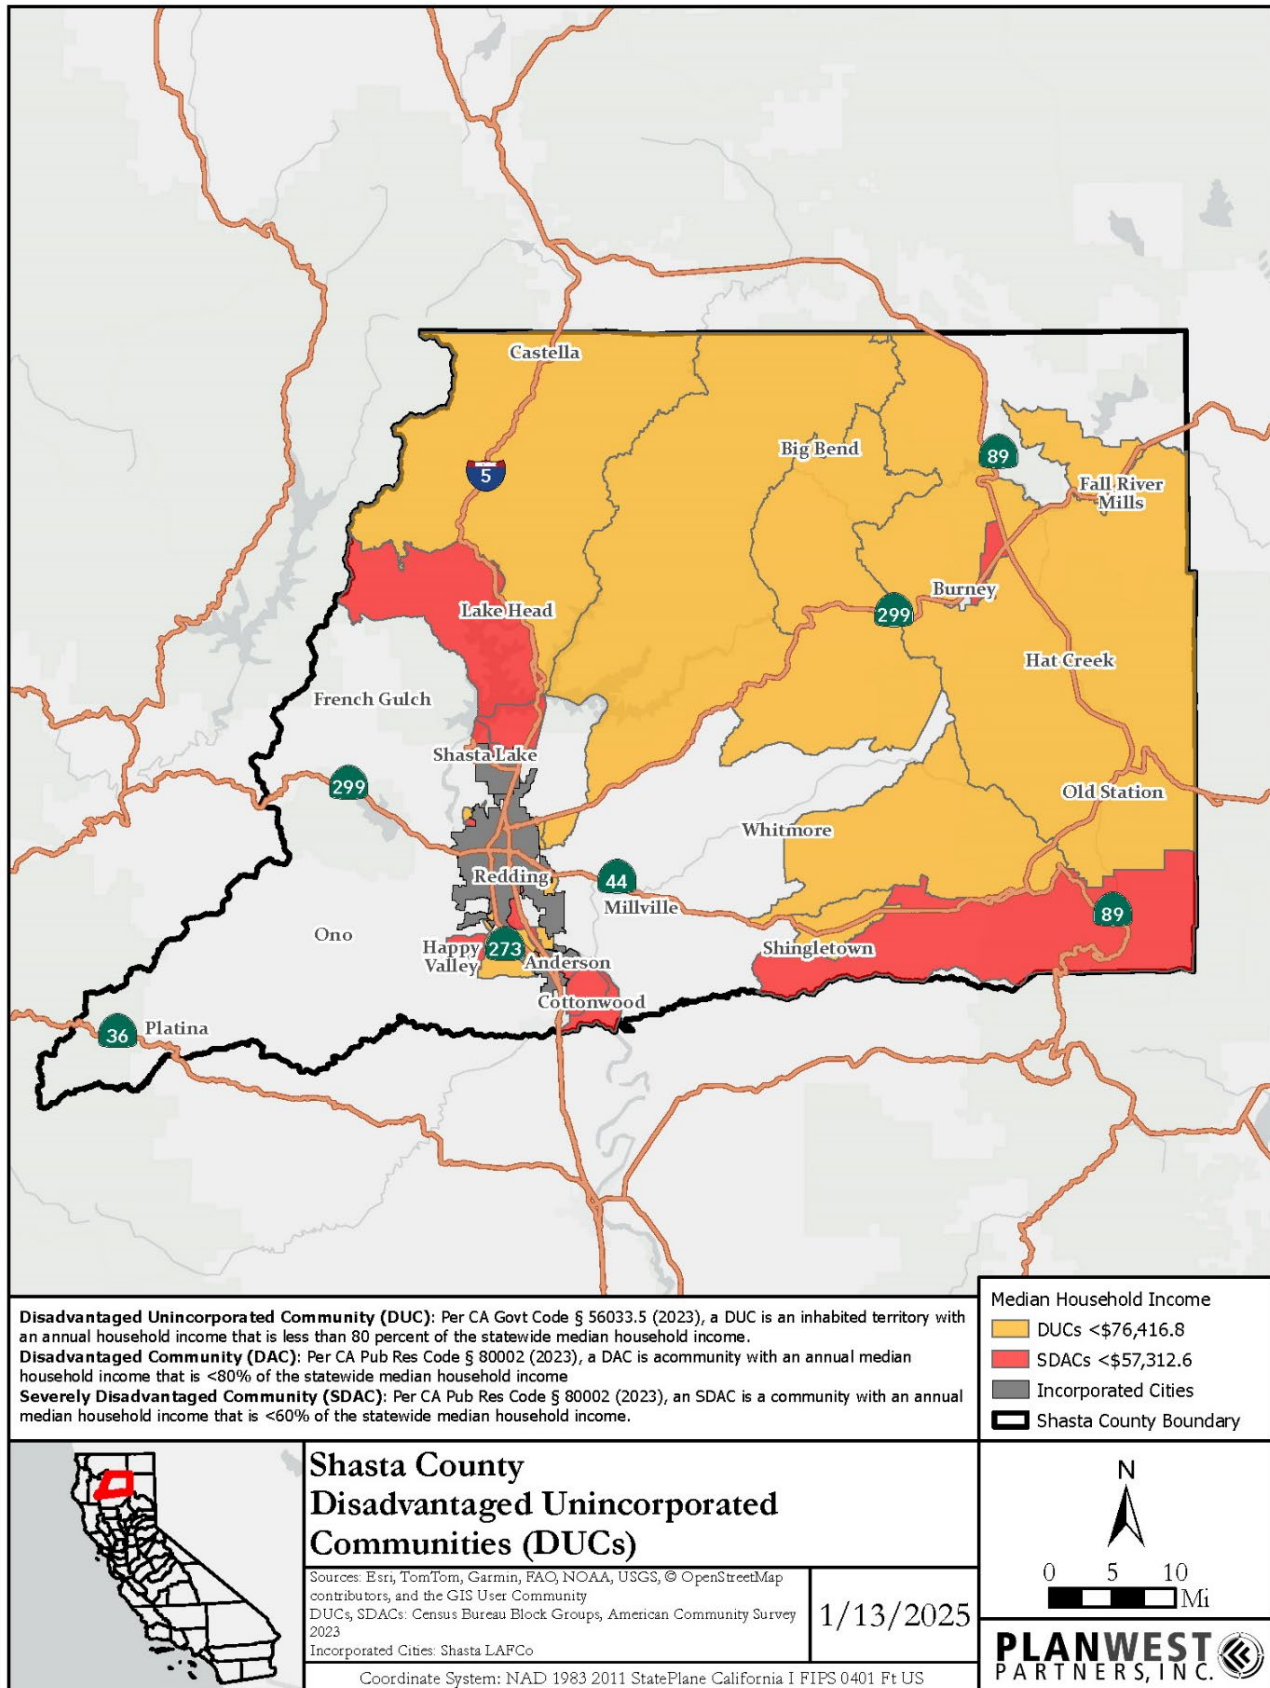 Castella
Big Bend
89
5
Fall River
Mills
Lake Head
Burney
299
Hat Creek
French Gulch
Shasta Lake
299
Old Station
Whitmore
Redding
44
Millville
89
Ono
Happy
Valley
273
Anderson
Shingletown
Cottonwood
36
Platina
Disadvantaged Unincorporated Community (DUC): Per CA Govt Code § 56033.5 (2023), a DUC is an inhabited territory with
an annual household income that is less than 80 percent of the statewide median household income.
Disadvantaged Community (DAC): Per CA Pub Res Code § 80002 (2023), a DAC is acommunity with an annual median
household income that is <80% of the statewide median household income
Severely Disadvantaged Community (SDAC): Per CA Pub Res Code § 80002 (2023), an SDAC is a community with an annual
median household income that is <60% of the statewide median household income.
Median Household Income
DUCs <$76,416.8
SDACs <$57,312.6
Incorporated Cities
Shasta County Boundary
Shasta County
Disadvantaged Unincorporated
Communities (DUCs)
Sources: Esri, TomTom, Garmin, FAO, NOAA, USGS, © OpenStreetMap
contributors, and the GIS User Community
DUCs, SDACs: Census Bureau Block Groups, American Community Survey
2023
Incorporated Cities: Shasta LAFCo
1/13/2025
Coordinate System: NAD 1983 2011 StatePlane California I FIPS 0401 Ft US
N
0 5 10
Mi
PLANWEST
PARTNERS, INC.